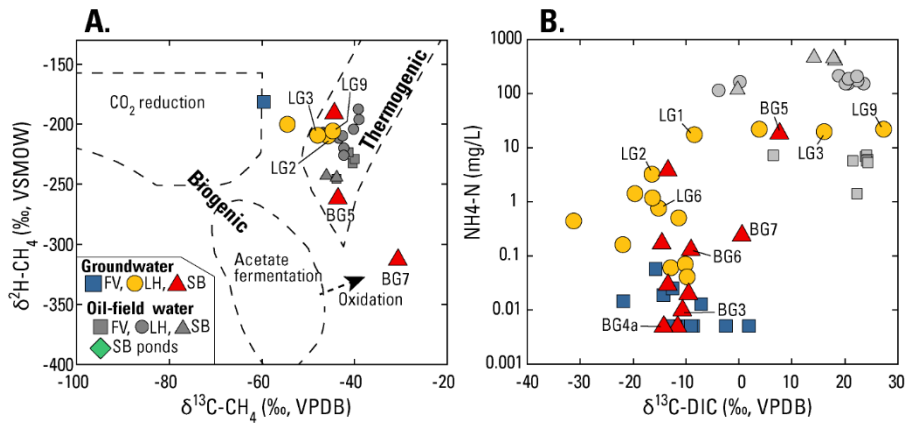 A.
δ²H-CH₄ (‰, VSMOW)
-50
-100
-150
-200
-250
-300
-350
-400
-100
-80
-60
-40
-20
δ¹³C-CH₄ (‰, VPDB)
CO₂ reduction
LG3
LG9
LG2
Thermogenic
Biogenic
BG5
BG7
Acetate
fermentation
Oxidation
Groundwater
FV, LH, SB
Oil-field water
FV, LH, SB
SB ponds
B.
NH4-N (mg/L)
1000
100
10
1
0.1
0.01
0.001
-40
-30
-20
-10
0
10
20
30
δ¹³C-DIC (‰, VPDB)
BG5
LG9
LG1
LG3
LG2
LG6
BG7
BG6
BG3
BG4a